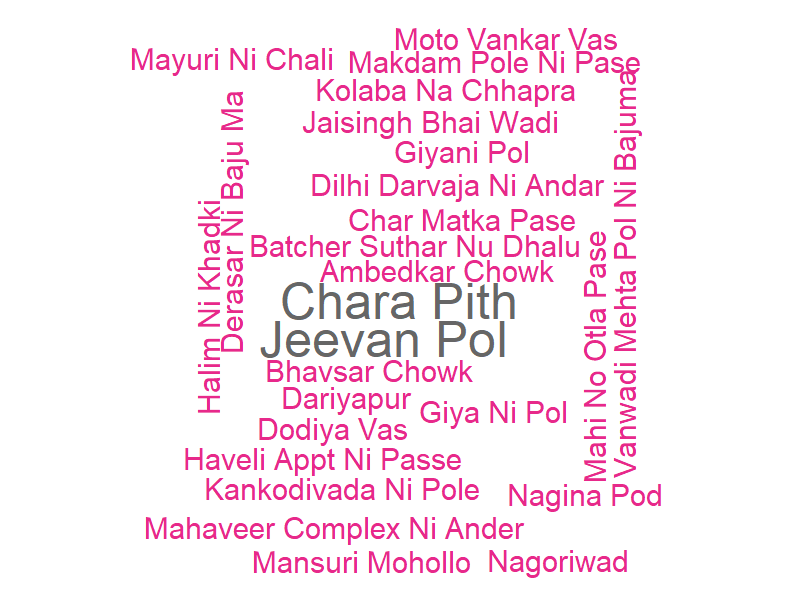 Moto Vankar Vas
Mayuri Ni Chali
Makdam Pole Ni Pase
Kolaba Na Chhapra
Jaisingh Bhai Wadi
Giyani Pol
Dilhi Darvaja Ni Andar
Char Matka Pase
Batcher Suthar Nu Dhalu
Ambedkar Chowk
Chara Pith
Jeevan Pol
Bhavsar Chowk
Dariyapur
Giya Ni Pol
Dodiya Vas
Haveli Appt Ni Passe
Kankodivada Ni Pole
Nagina Pod
Mahaveer Complex Ni Ander
Mansuri Mohollo
Nagoriwad
Halim Ni Khadki
Derasar Ni Baju Ma
Mahi No Otla Pase
Vanwadi Mehta Pol Ni Bajuma